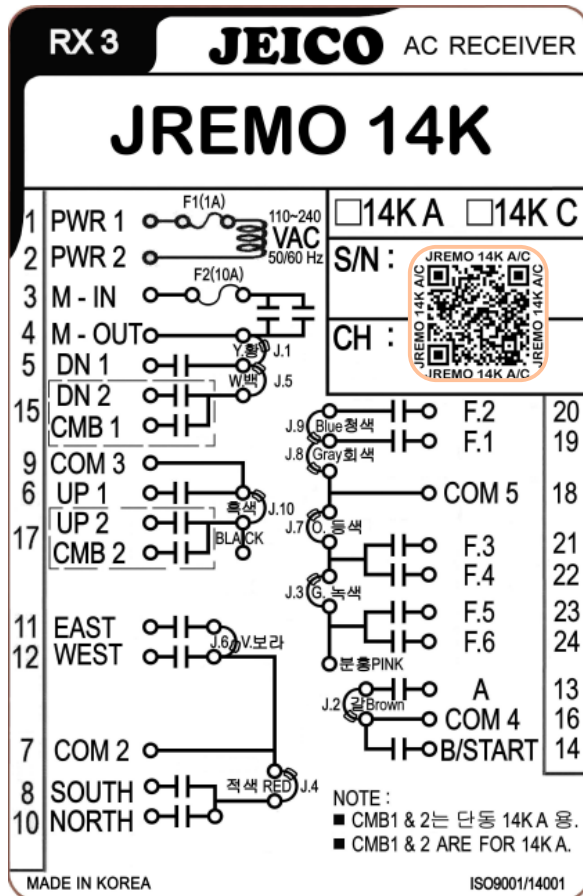 RX 3
JEICO AC RECEIVER
JREMO 14K
1 PWR 1 F1(1A) 110~240
VAC
2 PWR 2 50/60 Hz
3 M - IN F2(10A)
4 M - OUT
Y.황 J.1
5 DN 1
W.백 J.5
15 DN 2
CMB 1
9 COM 3
6 UP 1
흑색 J.10
17 UP 2
BLACK
CMB 2
11 EAST
J.6 V.보라
12 WEST
7 COM 2
적색 RED J.4
8 SOUTH
10 NORTH
□14K A □14K C
S/N :
JREMO 14K A/C
JREMO 14K A/C
JREMO 14K A/C
JREMO 14K A/C
CH :
F.2 20
J.9 Blue청색
F.1 19
J.8 Gray회색
COM 5 18
J.7 O. 등색
F.3 21
F.4 22
J.3 G. 녹색
F.5 23
F.6 24
분홍PINK
A 13
J.2 갈Brown
COM 4 16
B/START 14
NOTE :
■ CMB1 & 2는 단동 14K A 용.
■ CMB1 & 2 ARE FOR 14K A.
MADE IN KOREA
ISO9001/14001